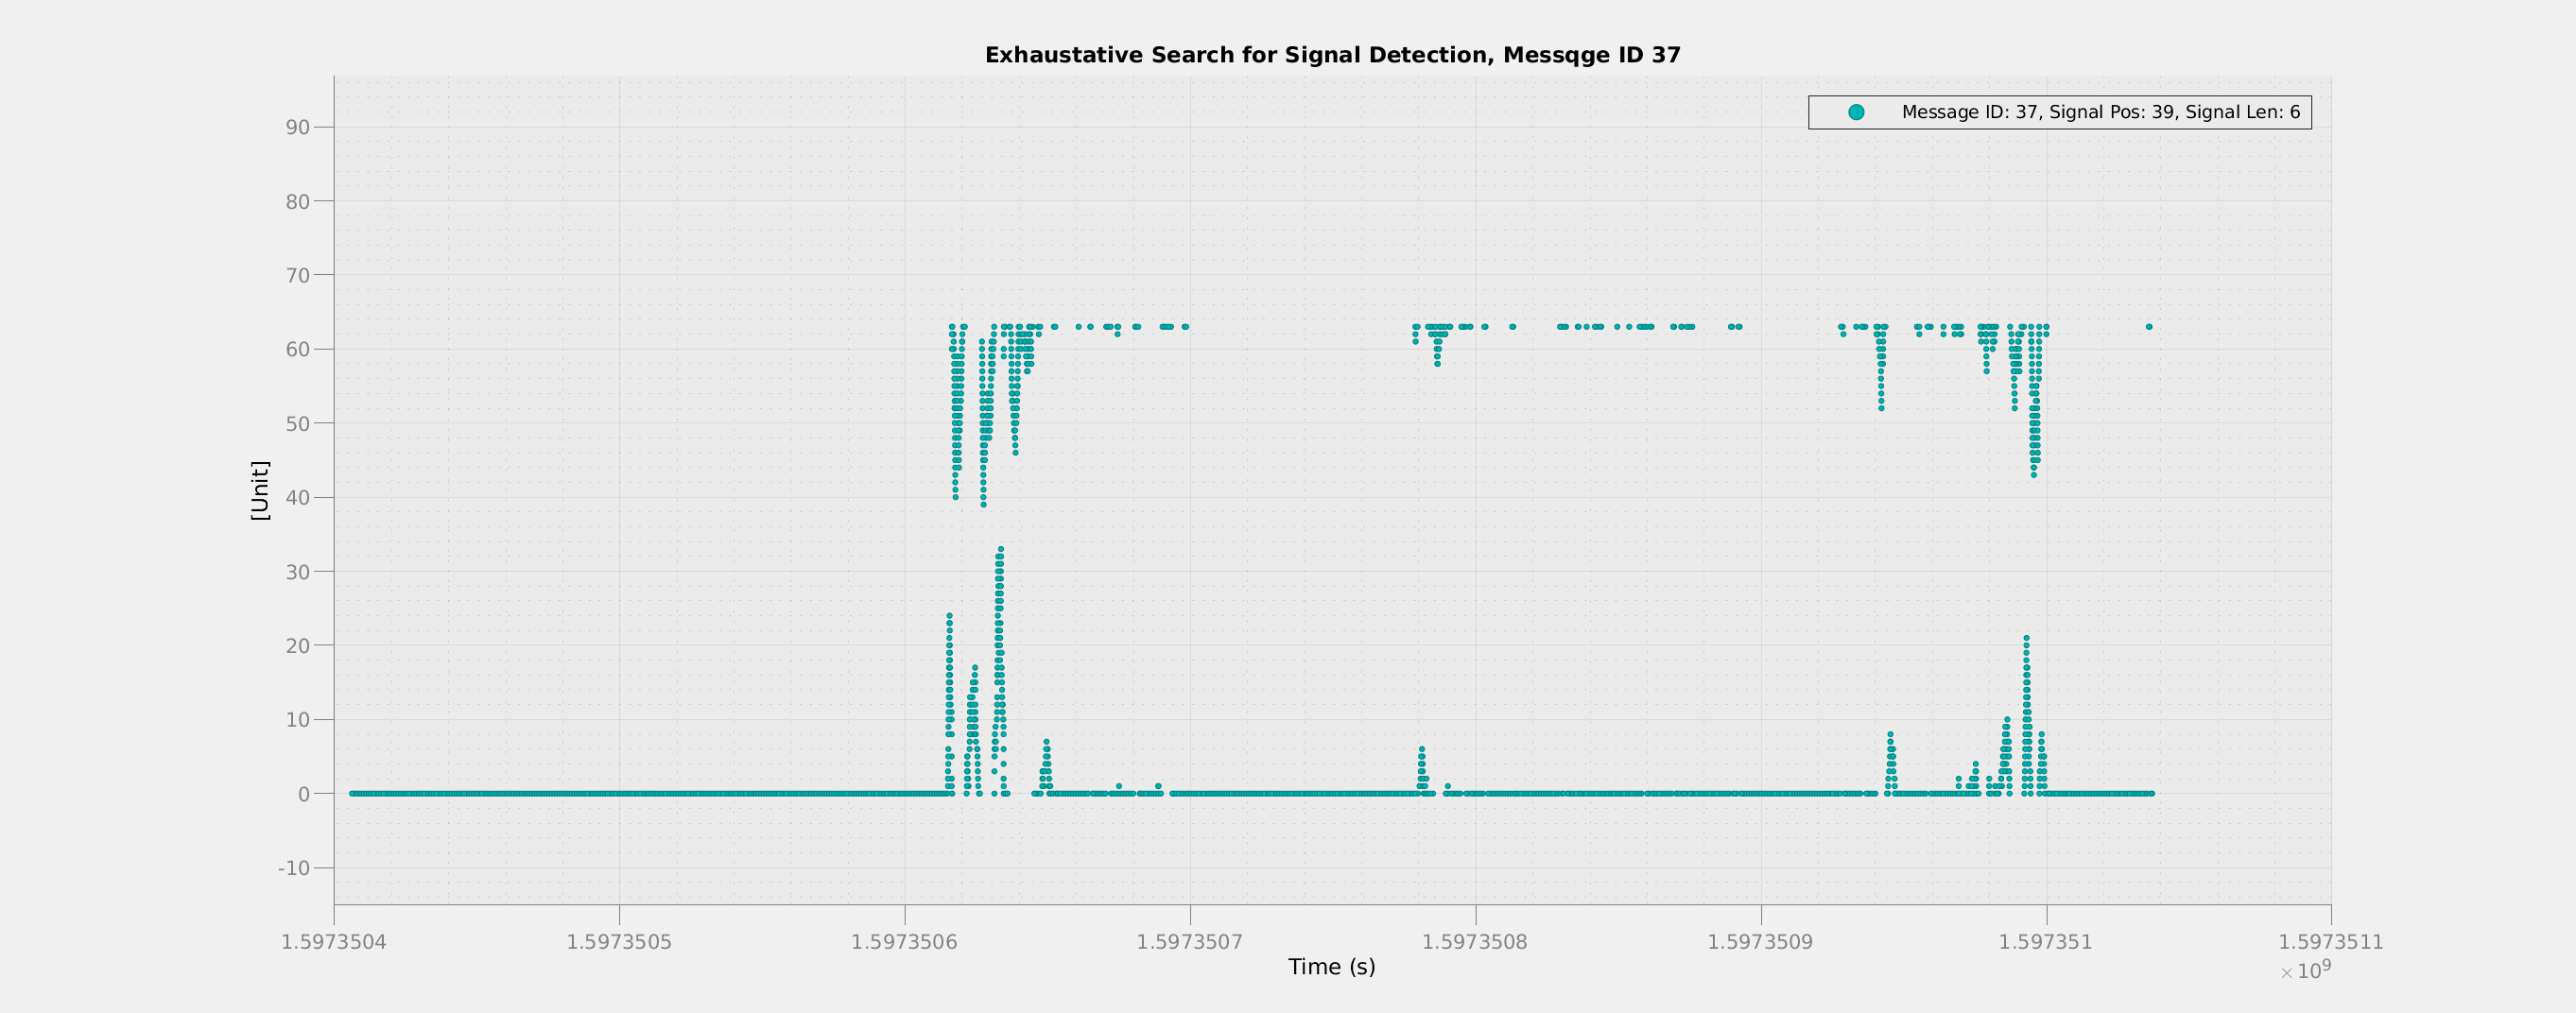 Exhaustative Search for Signal Detection, Messqge ID 37
Message ID: 37, Signal Pos: 39, Signal Len: 6
90
80
70
60
50
40
30
20
10
0
-10
[Unit]
1.5973504 1.5973505 1.5973506 1.5973507 1.5973508 1.5973509 1.597351 1.5973511
Time (s)
×10⁹